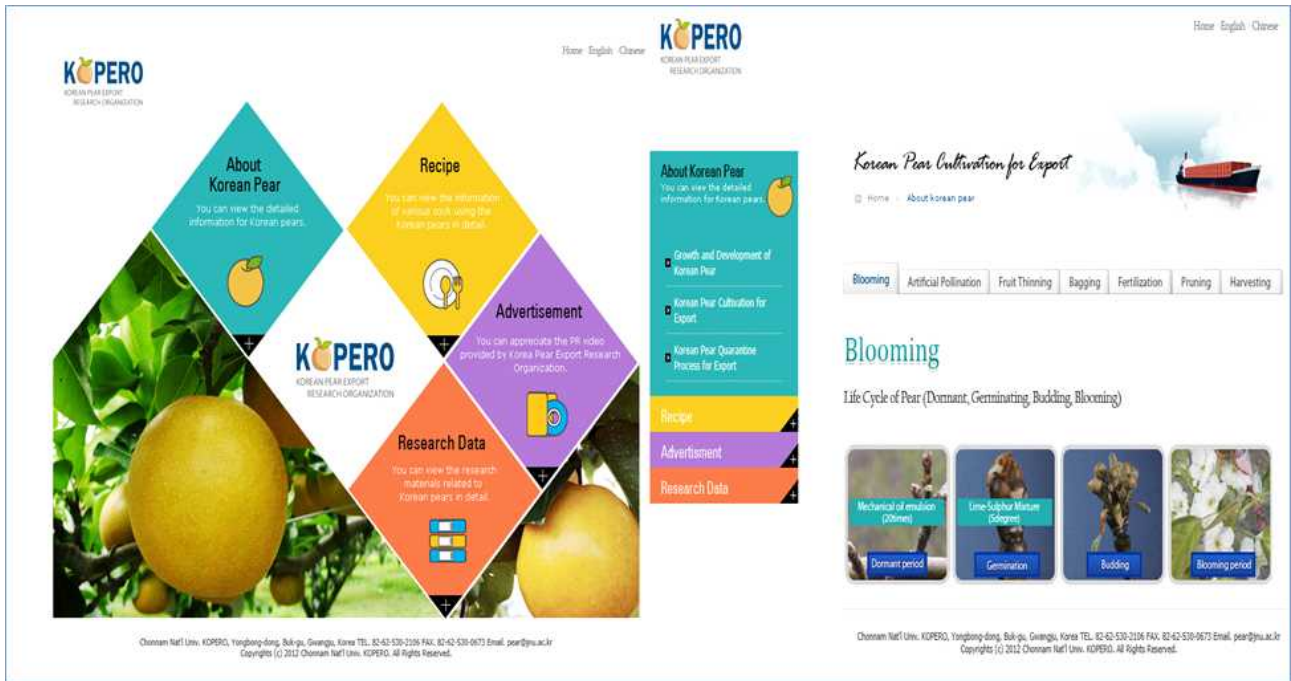 KOPERO
KOREAN PEAR EXPORT
RESEARCH ORGANIZATION
Home English Chinese
About
Korean Pear
You can view the detailed
information for Korean pears.
Recipe
You can view the information
of various cook using the
Korean pears in detail.
Advertisement
You can appreciate the PR video
provided by Korea Pear Export Research
Organization.
KOPERO
KOREAN PEAR EXPORT
RESEARCH ORGANIZATION
Research Data
You can view the research
materials related to
Korean pears in detail.
Chonnam Nat'l Univ. KOPERO, Yongbong-dong, Buk-gu, Gwangju, Korea TEL. 82-62-530-2106 FAX. 82-62-530-0673 Email. pear@jnu.ac.kr
Copyrights (c) 2012 Chonnam Nat'l Univ. KOPERO. All Rights Reserved.
KOPERO
KOREAN PEAR EXPORT
RESEARCH ORGANIZATION
Home English Chinese
About Korean Pear
You can view the detailed
information for Korean pears.
Growth and Development of
Korean Pear
Korean Pear Cultivation for
Export
Korean Pear Quarantine
Process for Export
Recipe
Advertisment
Research Data
Korean Pear Cultivation for Export
Home About korean pear
Blooming Artificial Pollination Fruit Thinning Bagging Fertilization Pruning Harvesting
Blooming
Life Cycle of Pear (Dormant, Germinating, Budding, Blooming)
Mechanical oil emulsion
(20times)
Dormant period
Lime-Sulphur Mixture
(5degree)
Germination
Budding
Blooming period
Chonnam Nat'l Univ. KOPERO, Yongbong-dong, Buk-gu, Gwangju, Korea TEL. 82-62-530-2106 FAX. 82-62-530-0673 Email. pear@jnu.ac.kr
Copyrights (c) 2012 Chonnam Nat'l Univ. KOPERO. All Rights Reserved.